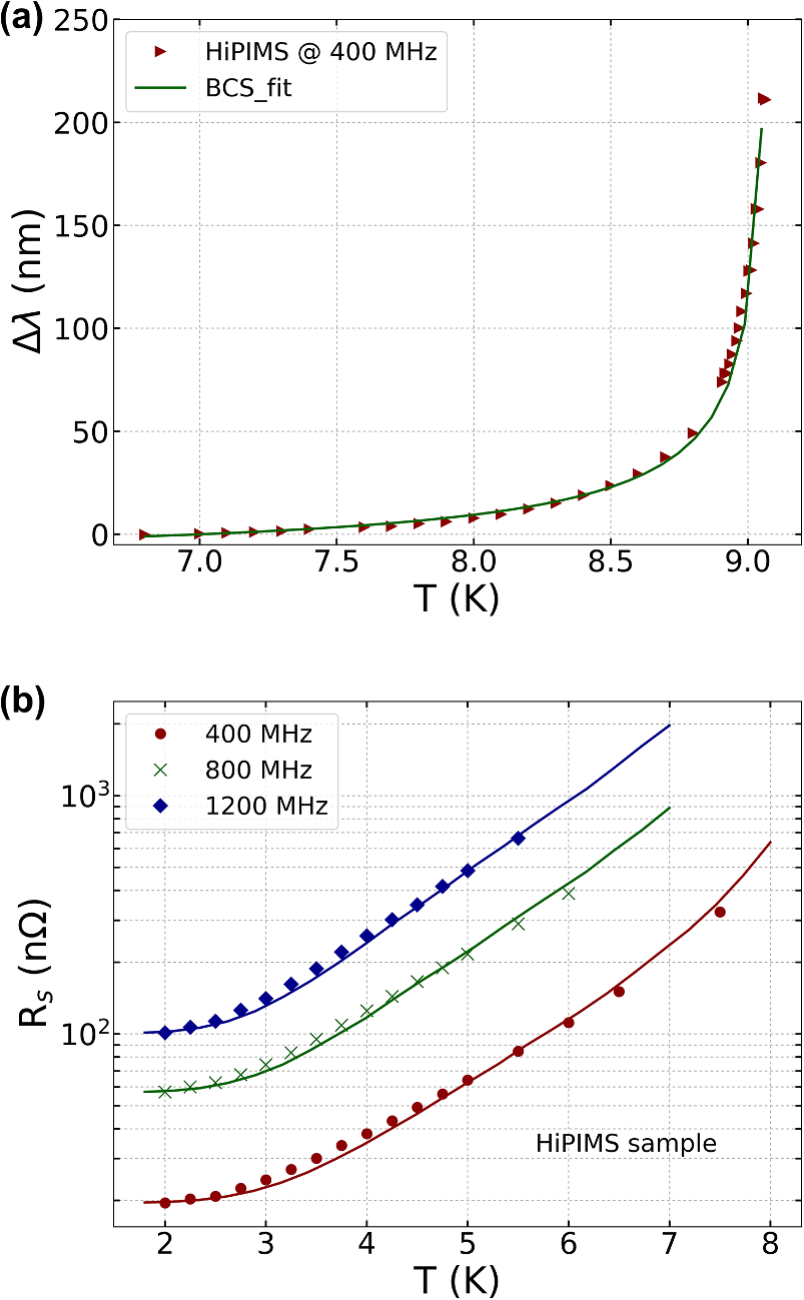 (a)
250
200
150
100
50
0
Δλ (nm)
HiPIMS @ 400 MHz
BCS_fit
7.0 7.5 8.0 8.5 9.0
T (K)
(b)
10³
10²
Rₛ (nΩ)
400 MHz
800 MHz
1200 MHz
HiPIMS sample
2 3 4 5 6 7 8
T (K)